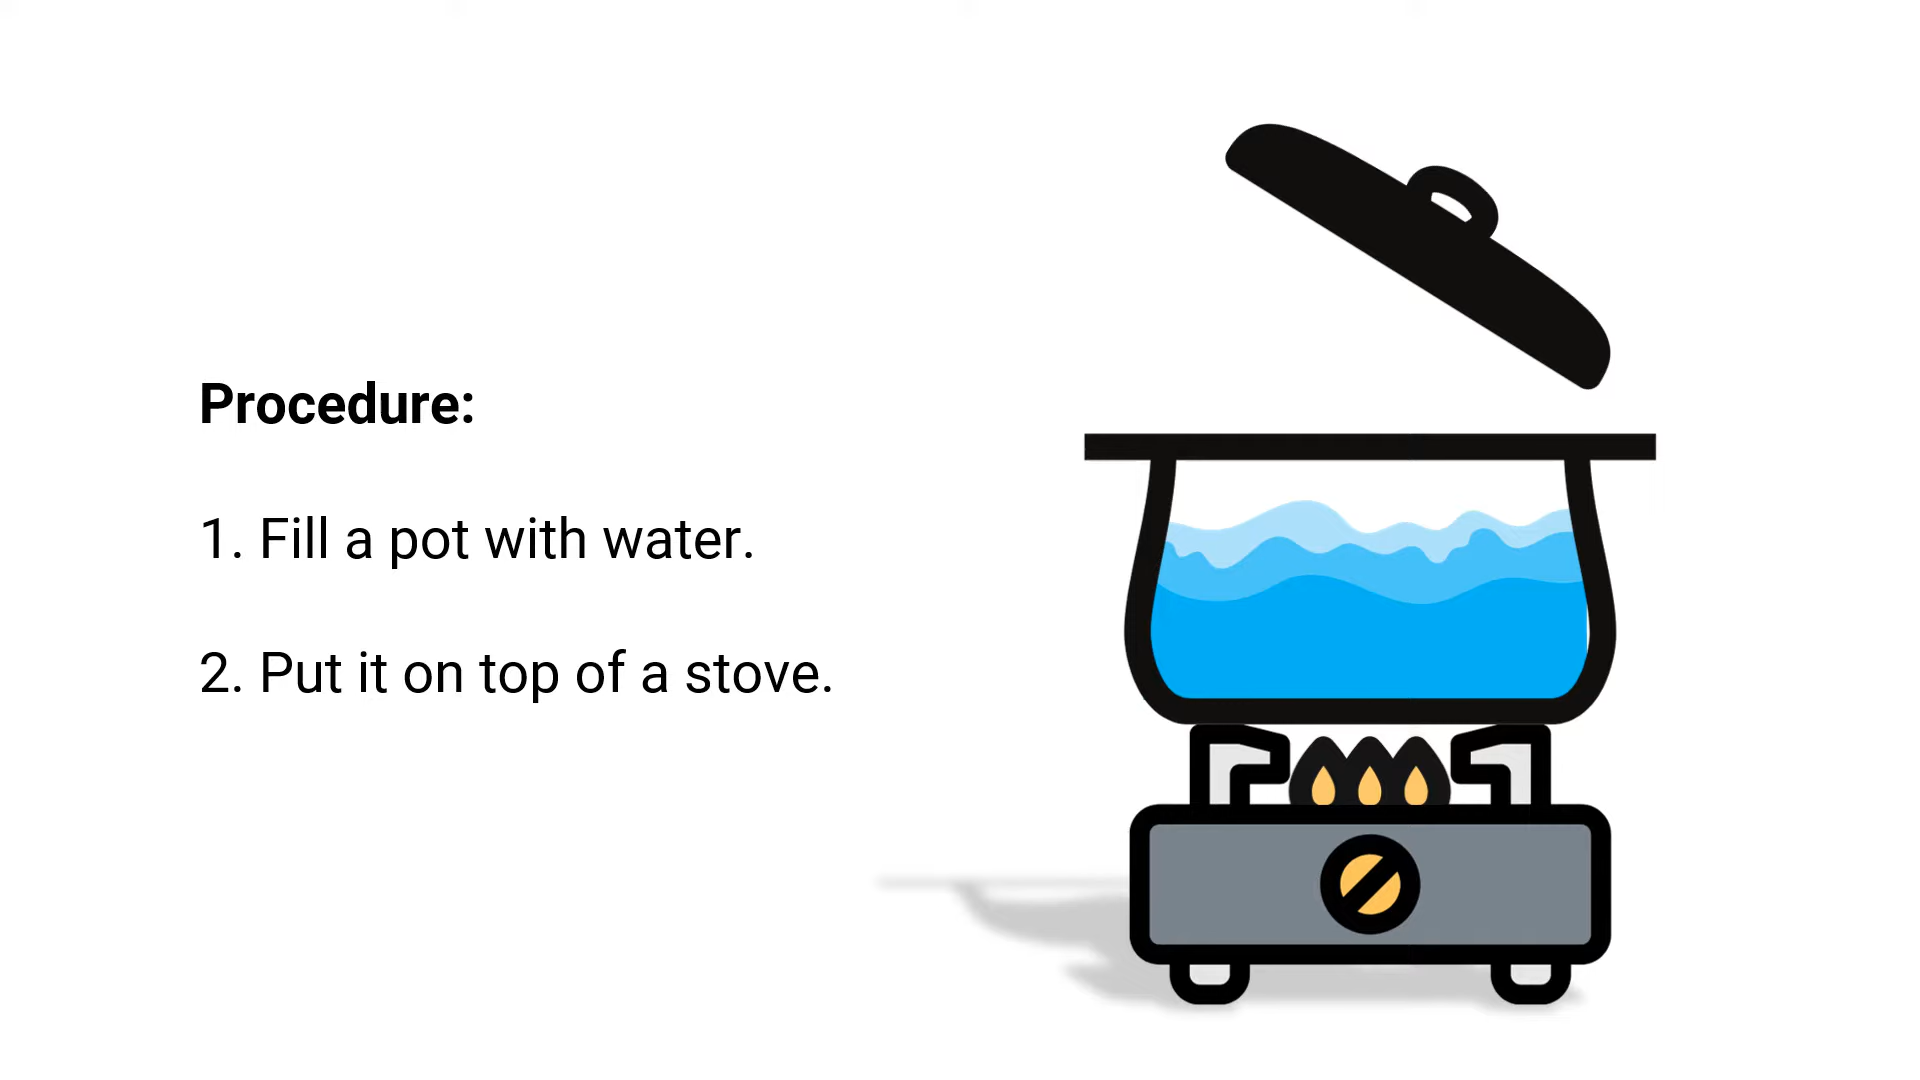 Procedure:
1. Fill a pot with water.
2. Put it on top of a stove.